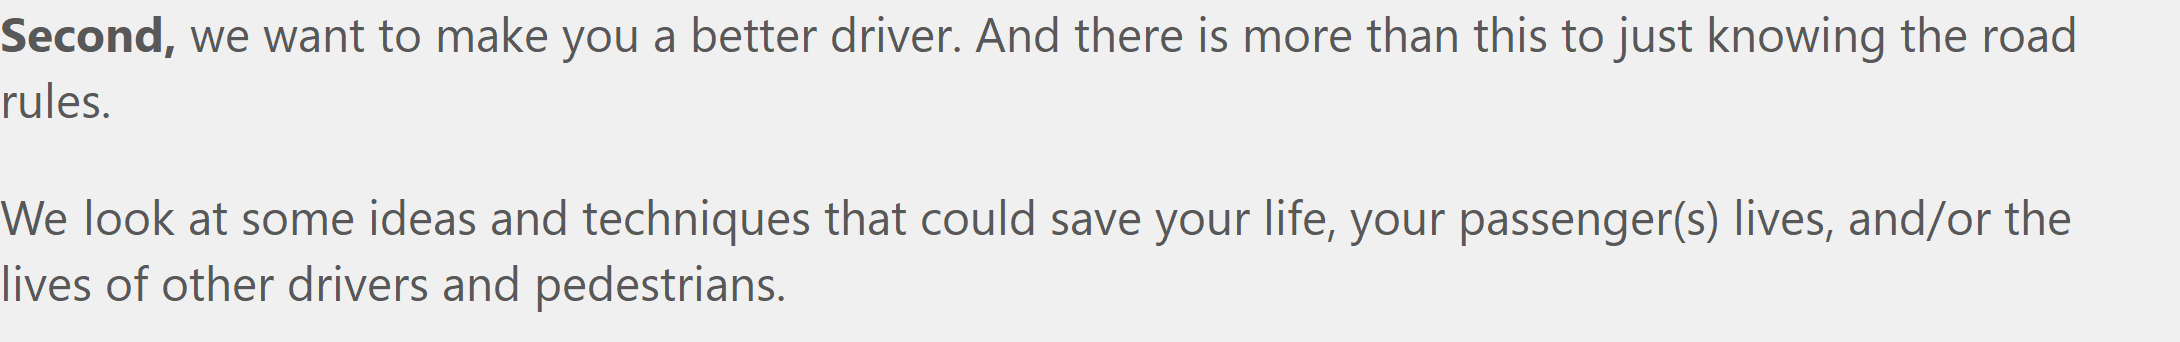 Second, we want to make you a better driver. And there is more than this to just knowing the road
rules.
We look at some ideas and techniques that could save your life, your passenger(s) lives, and/or the
lives of other drivers and pedestrians.